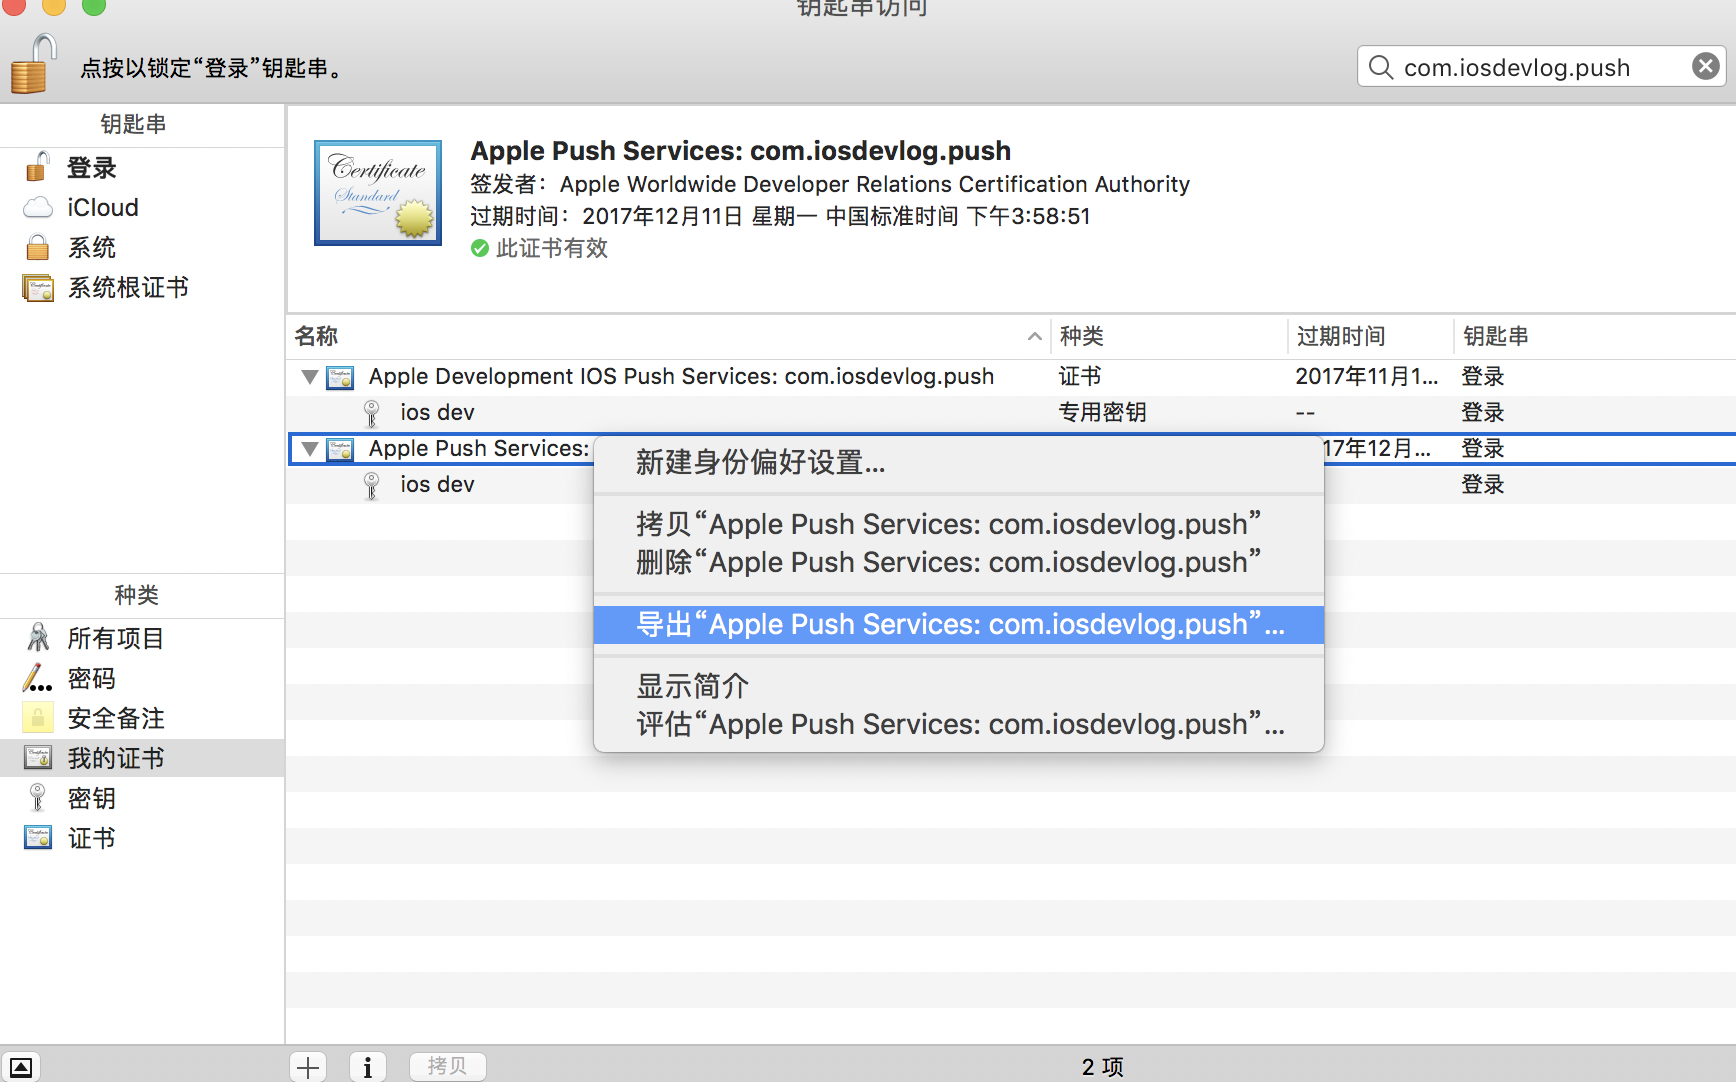 钥匙串访问
点按以锁定“登录”钥匙串。
com.iosdevlog.push
钥匙串
登录
iCloud
系统
系统根证书
种类
所有项目
密码
安全备注
我的证书
密钥
证书
Apple Push Services: com.iosdevlog.push
签发者：Apple Worldwide Developer Relations Certification Authority
过期时间：2017年12月11日 星期一 中国标准时间 下午3:58:51
此证书有效
Certificate
Standard
名称 种类 过期时间 钥匙串
Apple Development IOS Push Services: com.iosdevlog.push 证书 2017年11月1... 登录
ios dev 专用密钥 -- 登录
Apple Push Services: 17年12月... 登录
ios dev 登录
新建身份偏好设置...
拷贝“Apple Push Services: com.iosdevlog.push”
删除“Apple Push Services: com.iosdevlog.push”
导出“Apple Push Services: com.iosdevlog.push”...
显示简介
评估“Apple Push Services: com.iosdevlog.push”...
拷贝
2 项